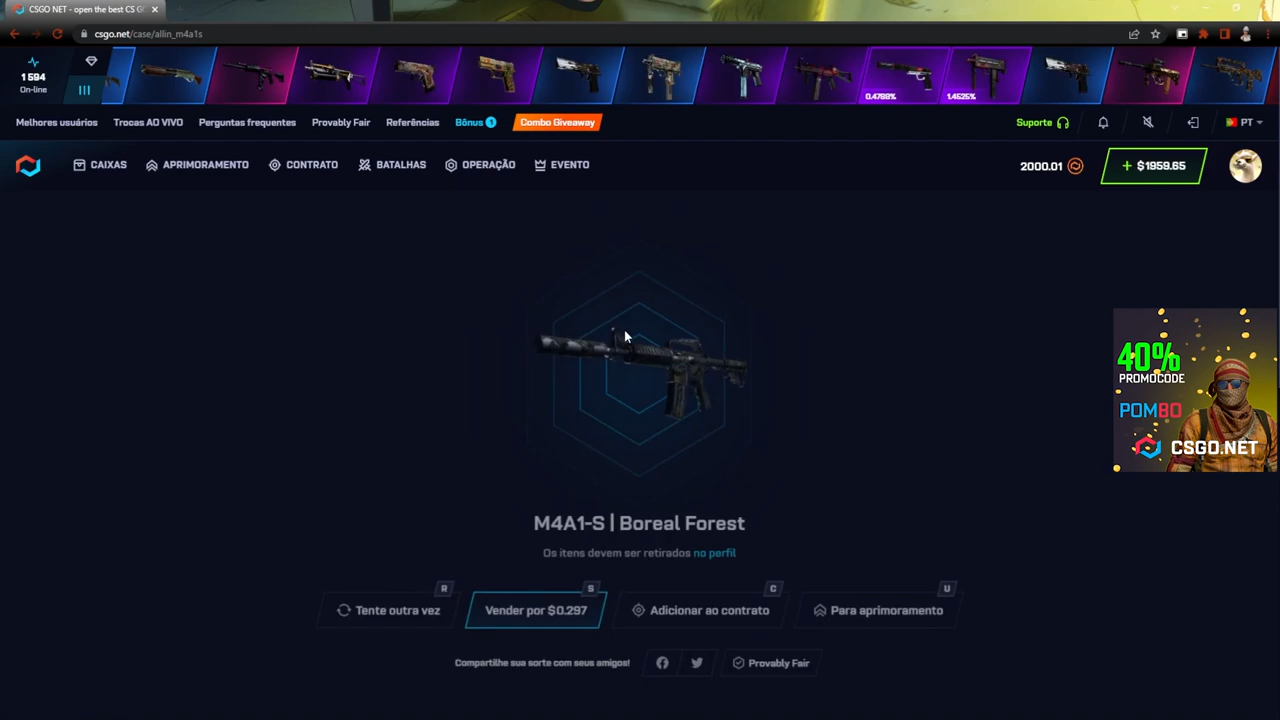 CSGO NET - open the best CS GO
csgo.net/case/allin_m4a1s
1 594
On-line
0.4788%
1.4525%
Melhores usuários
Trocas AO VIVO
Perguntas frequentes
Provably Fair
Referências
Bônus 1
Combo Giveaway
Suporte
PT
CAIXAS
APRIMORAMENTO
CONTRATO
BATALHAS
OPERAÇÃO
EVENTO
2000.01
+ $1959.65
40%
PROMOCODE
POM80
CSGO.NET
M4A1-S | Boreal Forest
Os itens devem ser retirados no perfil
R
Tente outra vez
S
Vender por $0.297
C
Adicionar ao contrato
U
Para aprimoramento
Compartilhe sua sorte com seus amigos!
Provably Fair